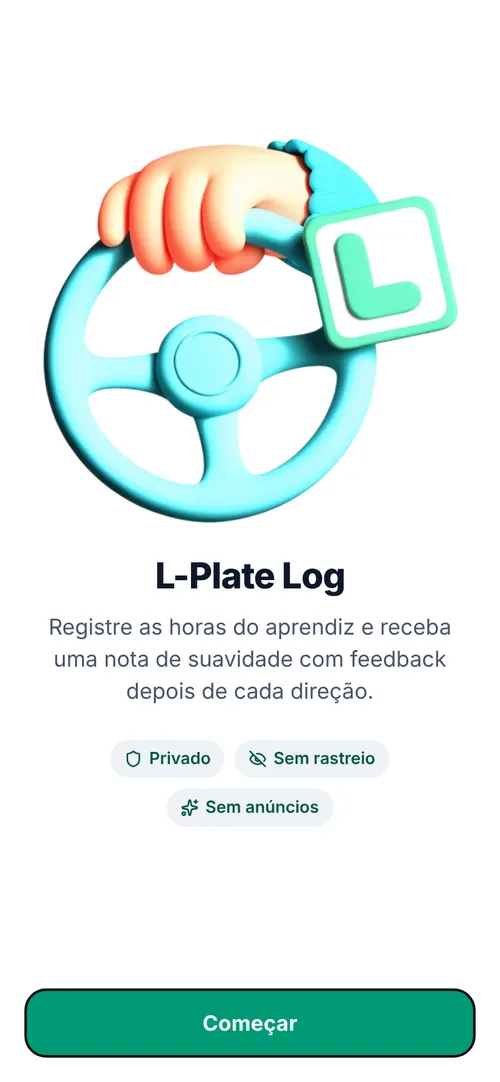 L
L-Plate Log
Registre as horas do aprendiz e receba
uma nota de suavidade com feedback
depois de cada direção.
Privado
Sem rastreio
Sem anúncios
Começar